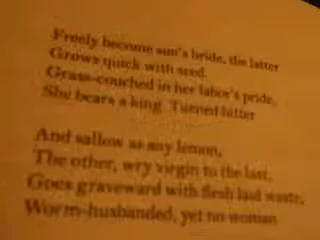 Freely become sun's bride, the latter
Grows quick with seed.
Grass-couched in her labor's pride,
She bears a king. Turned bitter
And sallow as any lemon,
The other, wry virgin to the last,
Goes graveward with flesh laid waste,
Worm-husbanded, yet no woman